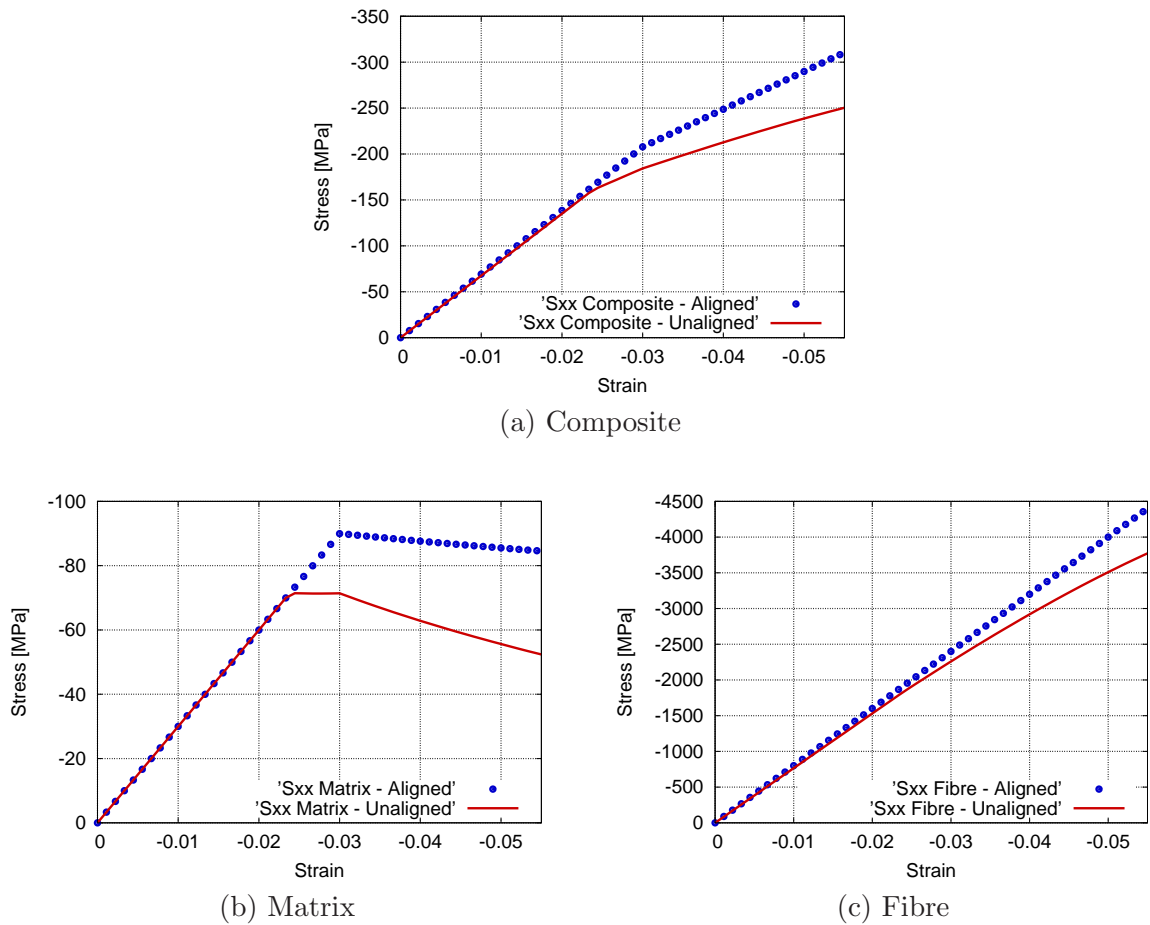 -350
-300
-250
-200
-150
-100
-50
0
Stress [MPa]
'Sxx Composite - Aligned'
'Sxx Composite - Unaligned'
0 -0.01 -0.02 -0.03 -0.04 -0.05
Strain
(a) Composite
-100
-80
-60
-40
-20
0
Stress [MPa]
'Sxx Matrix - Aligned'
'Sxx Matrix - Unaligned'
0 -0.01 -0.02 -0.03 -0.04 -0.05
Strain
(b) Matrix
-4500
-4000
-3500
-3000
-2500
-2000
-1500
-1000
-500
0
Stress [MPa]
'Sxx Fibre - Aligned'
'Sxx Fibre - Unaligned'
0 -0.01 -0.02 -0.03 -0.04 -0.05
Strain
(c) Fibre